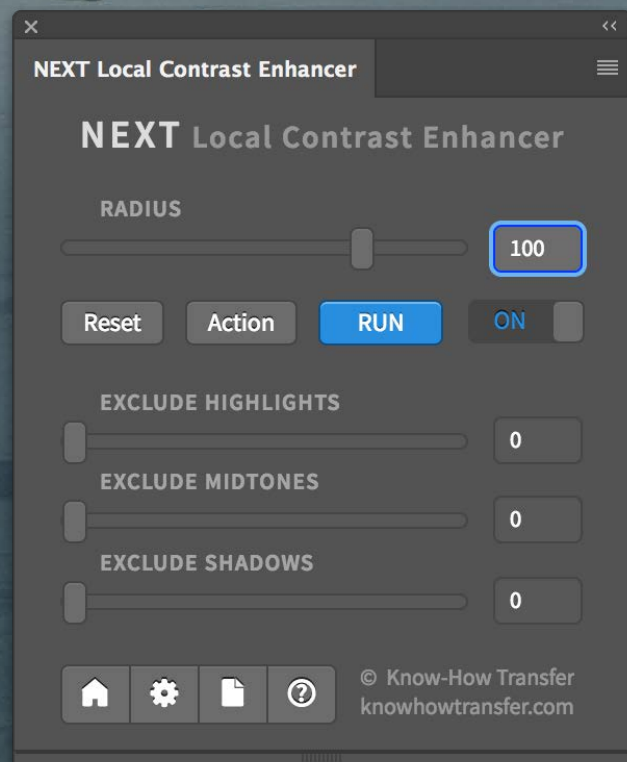 NEXT Local Contrast Enhancer
NEXT Local Contrast Enhancer
RADIUS
100
Reset Action RUN ON
EXCLUDE HIGHLIGHTS
0
EXCLUDE MIDTONES
0
EXCLUDE SHADOWS
0
© Know-How Transfer
knowhowtransfer.com